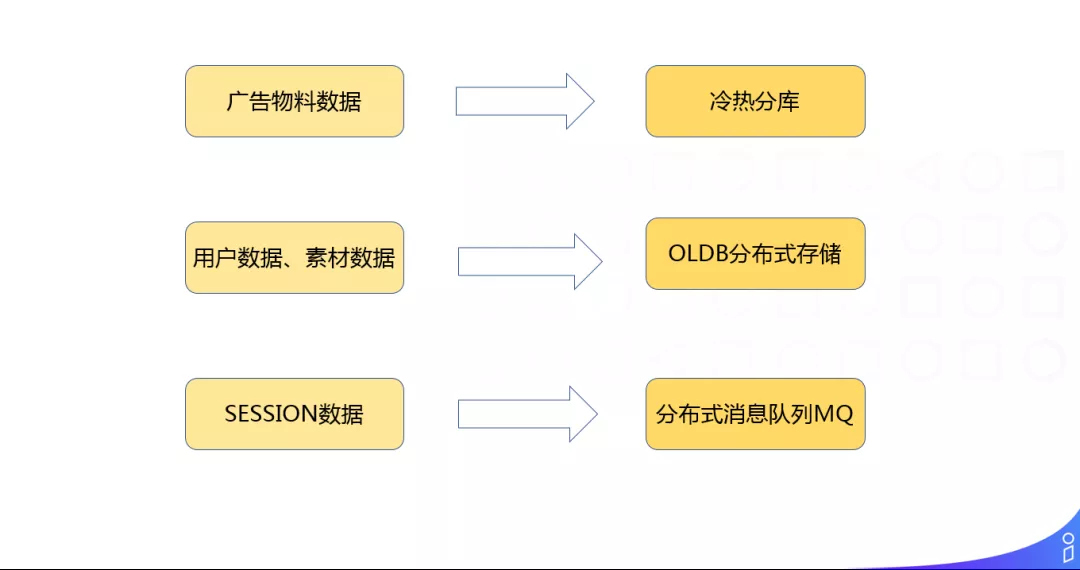 广告物料数据
冷热分库
用户数据、素材数据
OLDB分布式存储
SESSION数据
分布式消息队列MQ